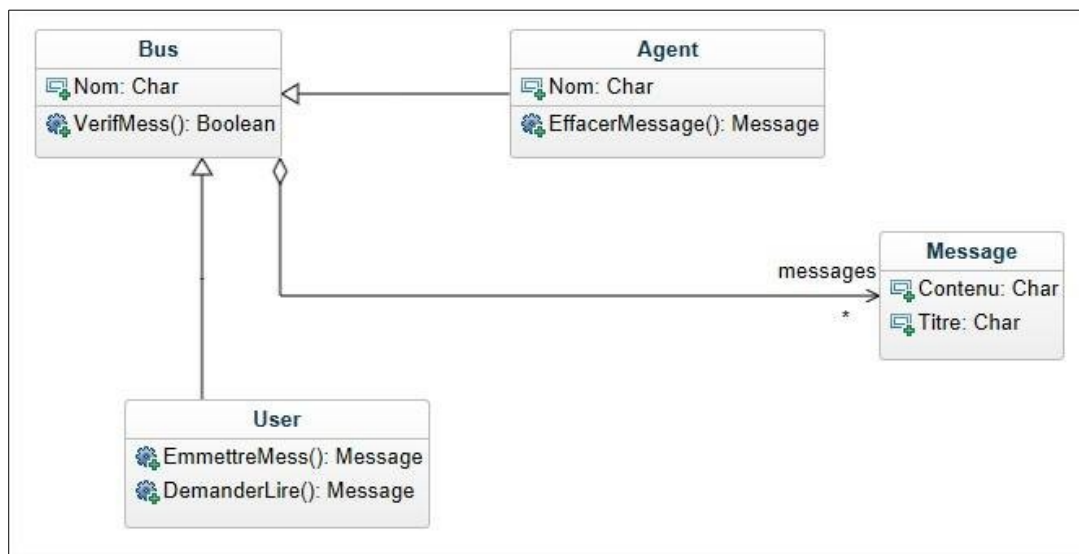 Bus
Nom: Char
VerifMess(): Boolean
Agent
Nom: Char
EffacerMessage(): Message
messages
*
Message
Contenu: Char
Titre: Char
User
EmmettreMess(): Message
DemanderLire(): Message